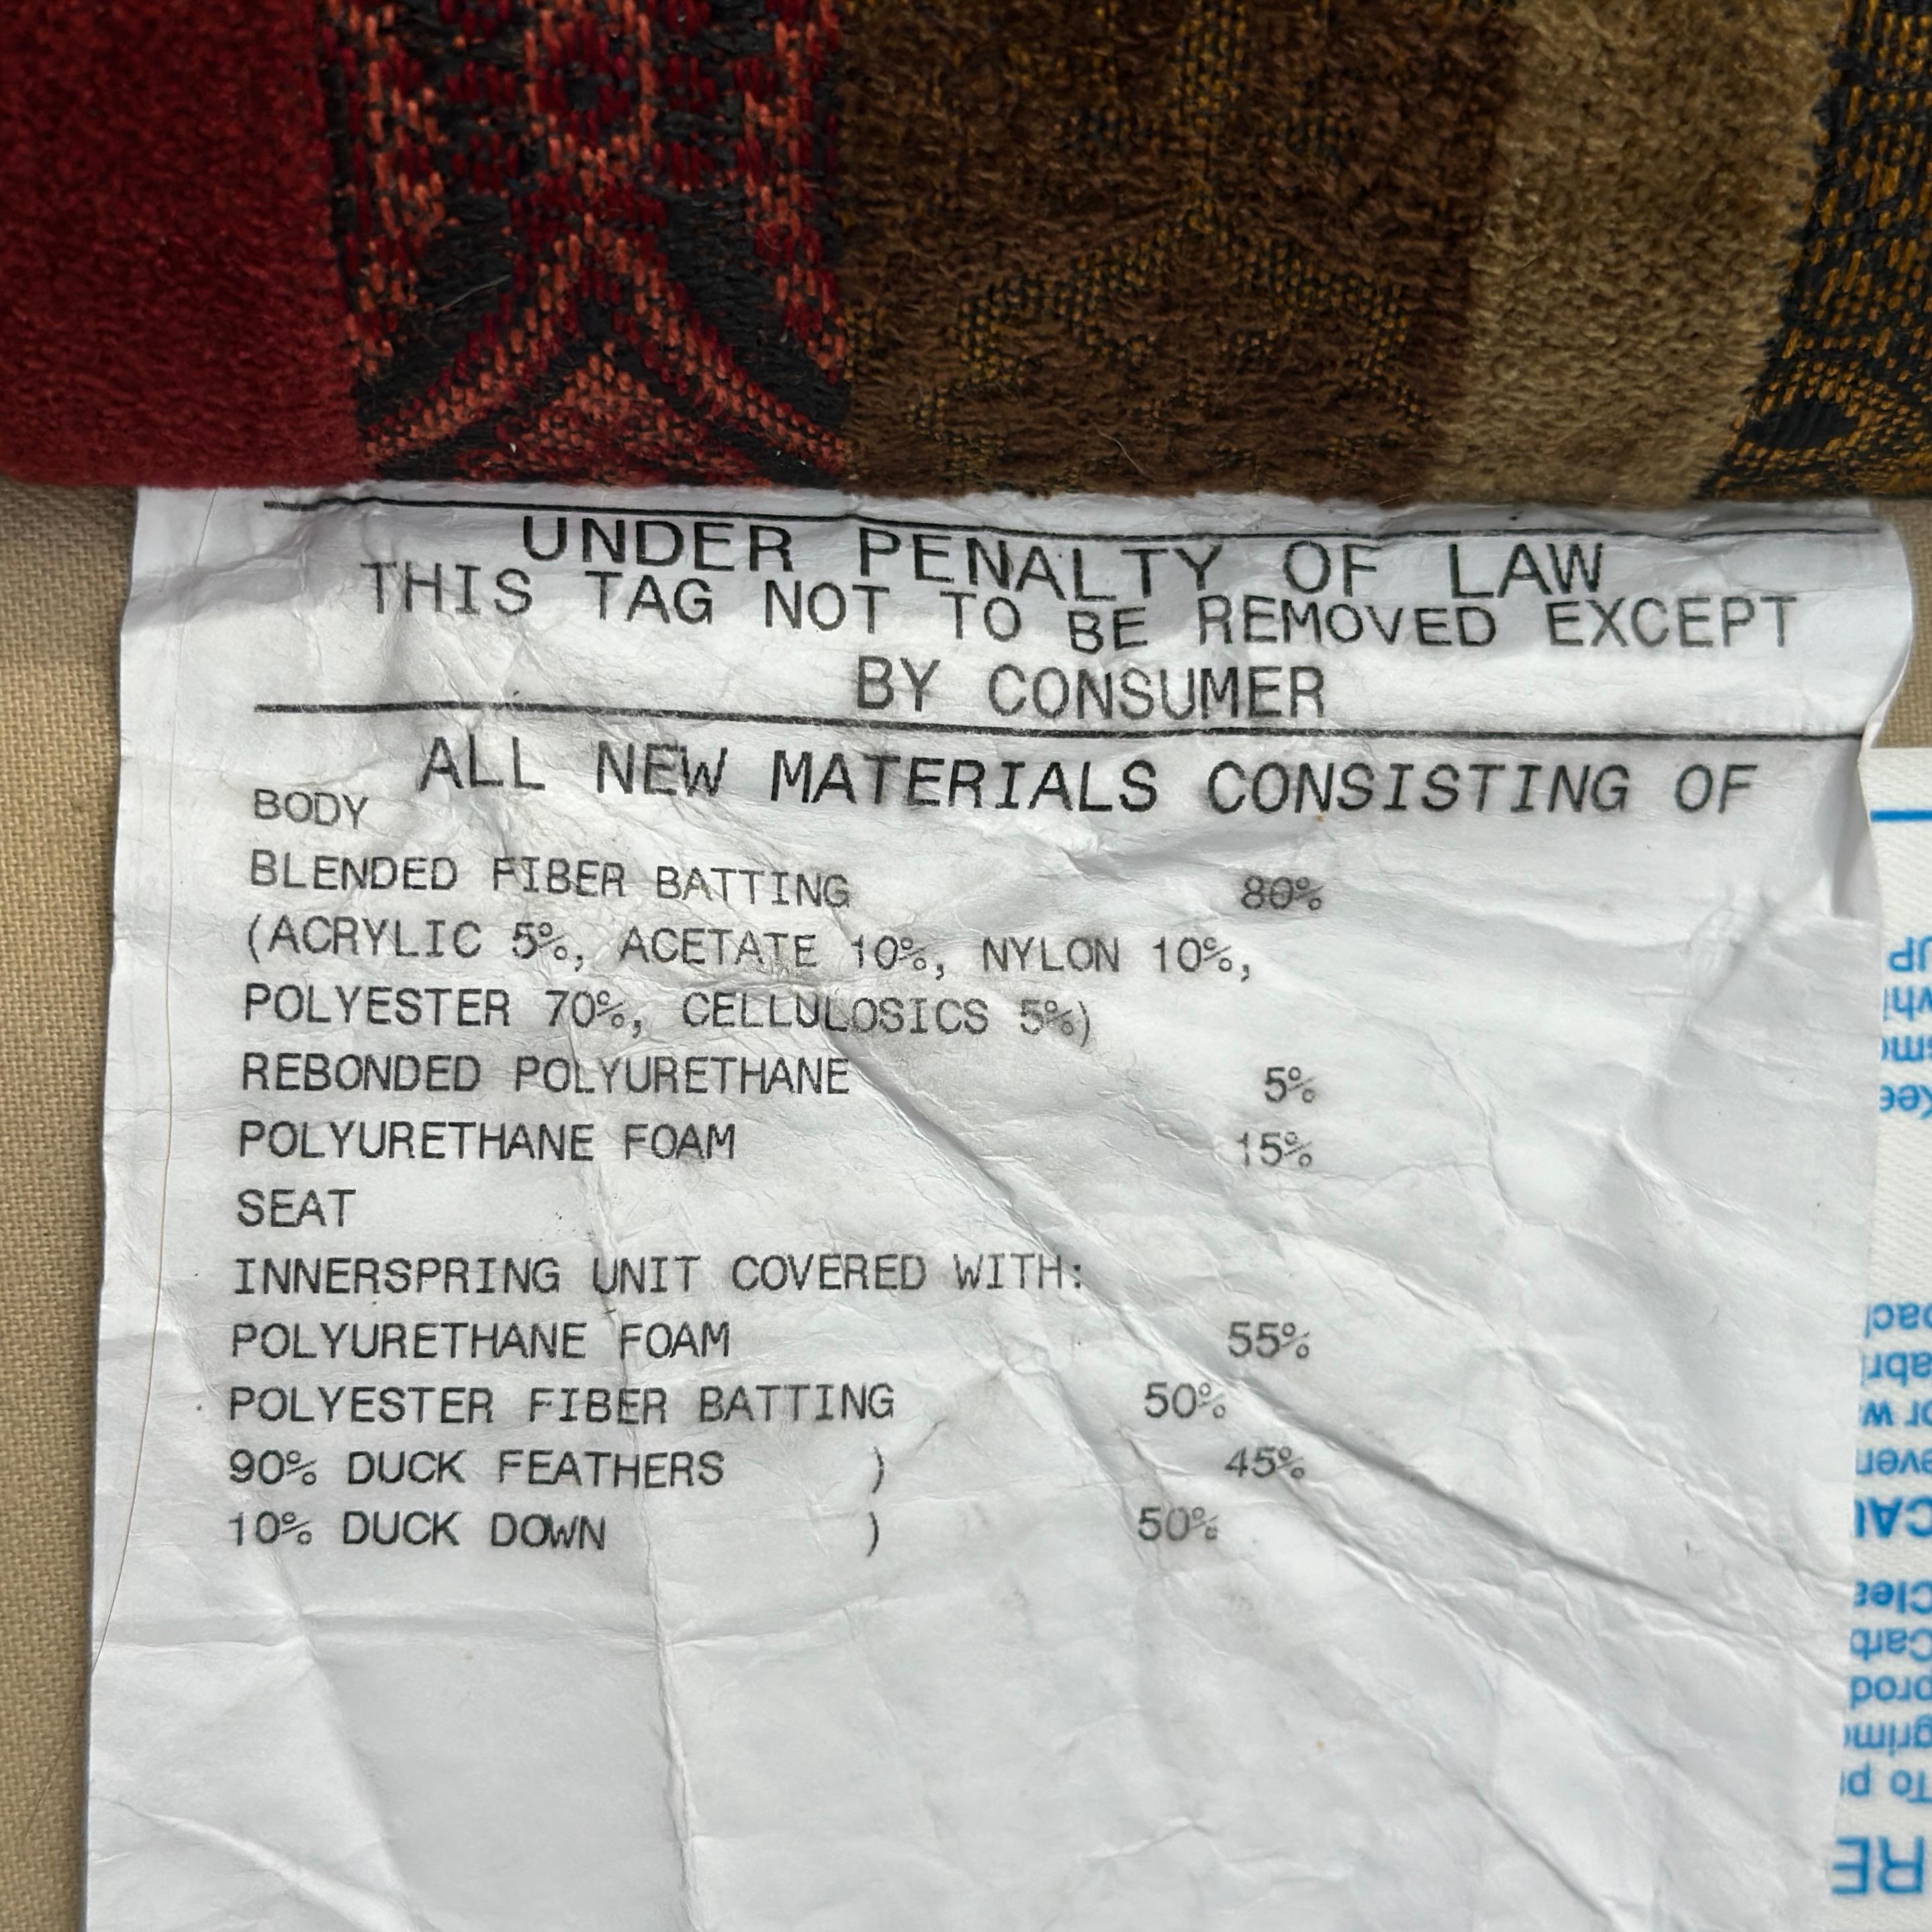 UNDER PENALTY OF LAW
THIS TAG NOT TO BE REMOVED EXCEPT
BY CONSUMER
ALL NEW MATERIALS CONSISTING OF
BODY
BLENDED FIBER BATTING 80%
(ACRYLIC 5%, ACETATE 10%, NYLON 10%,
POLYESTER 70%, CELLULOSICS 5%)
REBONDED POLYURETHANE 5%
POLYURETHANE FOAM 15%
SEAT
INNERSPRING UNIT COVERED WITH:
POLYURETHANE FOAM 55%
POLYESTER FIBER BATTING 50%
90% DUCK FEATHERS ) 45%
10% DUCK DOWN ) 50%
RE
To